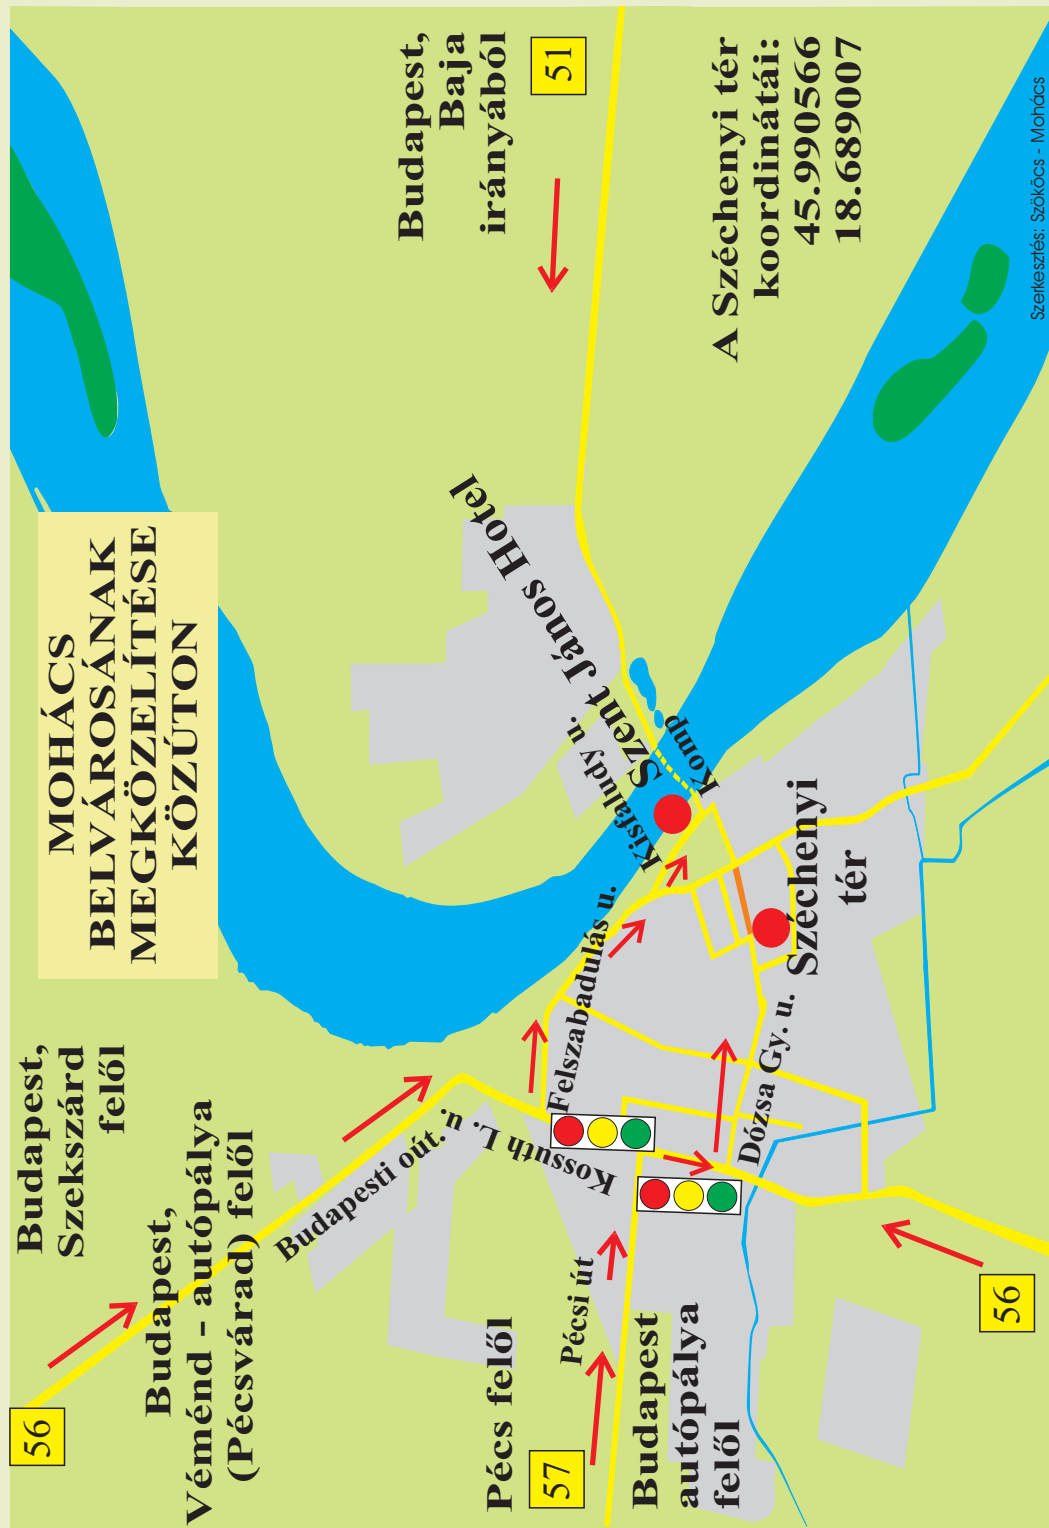 MOHÁCS
BELVÁROSÁNAK
MEGKÖZELÍTÉSE
KÖZÚTON
56
Budapest,
Szekszárd
felől
Budapest,
Véménd - autópálya
(Pécsvárad) felől
Budapesti oút.
Kossuth L. u.
Felszabadulás u.
Kisfaludy u.
Szent János Hotel
Komp
Budapest,
Baja
irányából
51
A Széchenyi tér
koordinátái:
45.990566
18.689007
Pécs felől
57
Pécsi út
Budapest
autópálya
felől
Dózsa Gy. u.
Széchenyi
tér
56
Szerkesztés: Szökőcs - Mohács